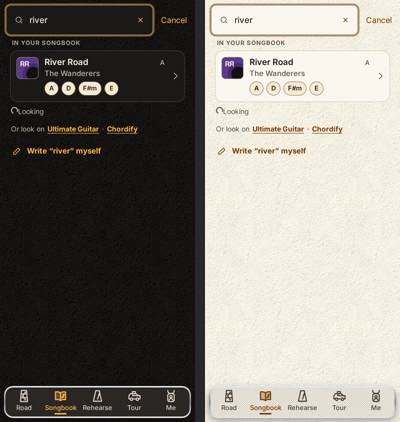 river × Cancel
IN YOUR SONGBOOK
RR River Road A
The Wanderers
A D F#m E
Looking
Or look on Ultimate Guitar · Chordify
Write “river” myself
Road Songbook Rehearse Tour Me
river × Cancel
IN YOUR SONGBOOK
RR River Road A
The Wanderers
A D F#m E
Looking
Or look on Ultimate Guitar · Chordify
Write “river” myself
Road Songbook Rehearse Tour Me